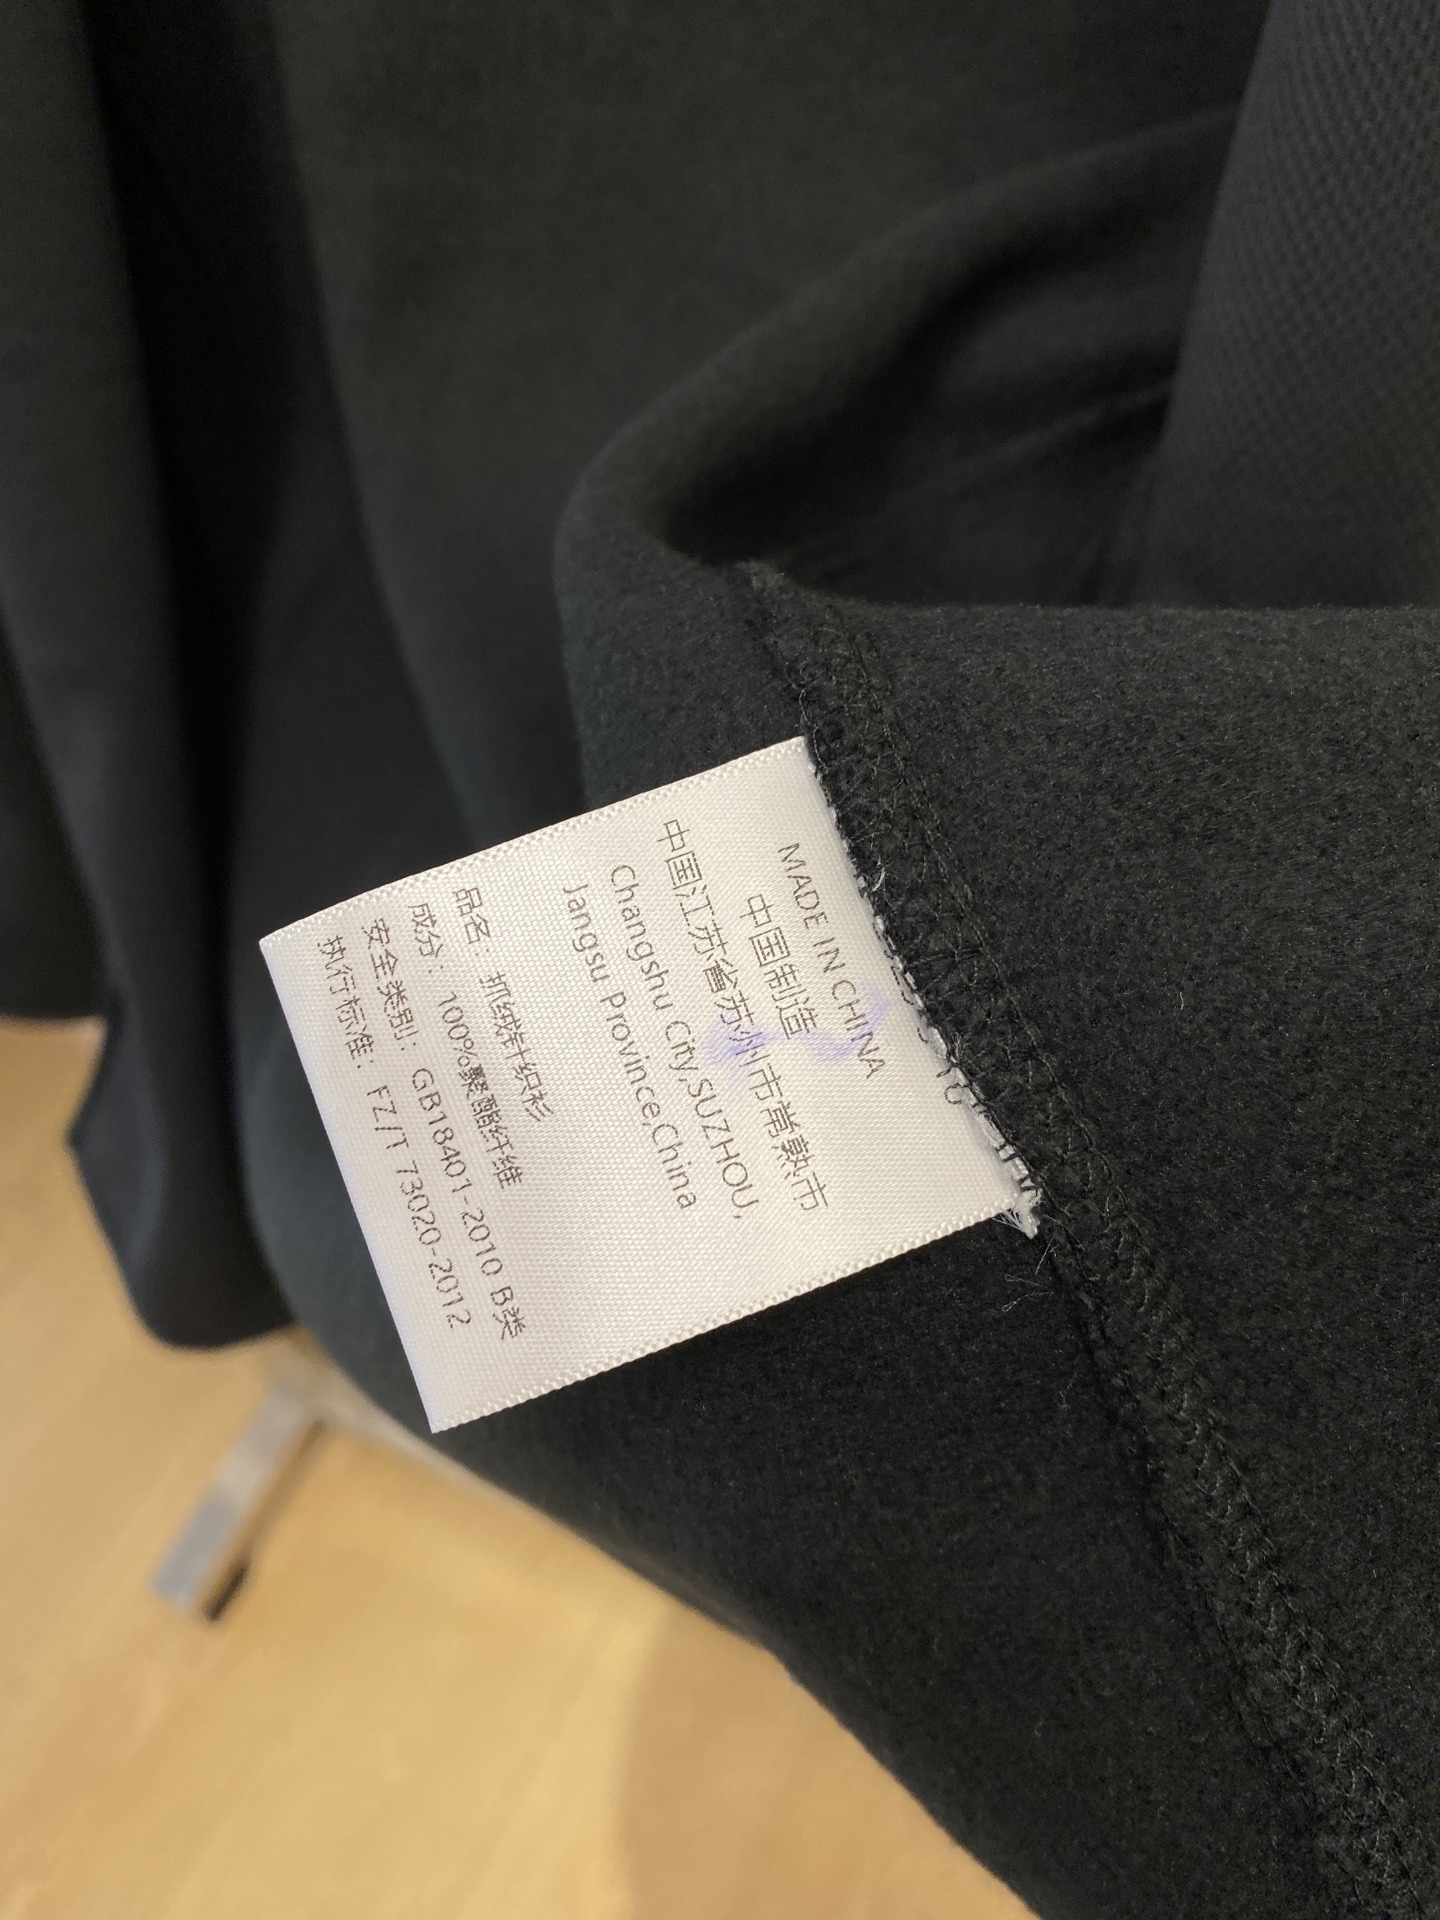 MADE IN CHINA
中国制造
中国江苏省苏州市常熟市
Changshu City,SUZHOU,
Jangsu Province,China
品名：抓绒针织衫
成分：100%聚酯纤维
安全类别：GB18401-2010 B类
执行标准：FZ/T 73020-2012